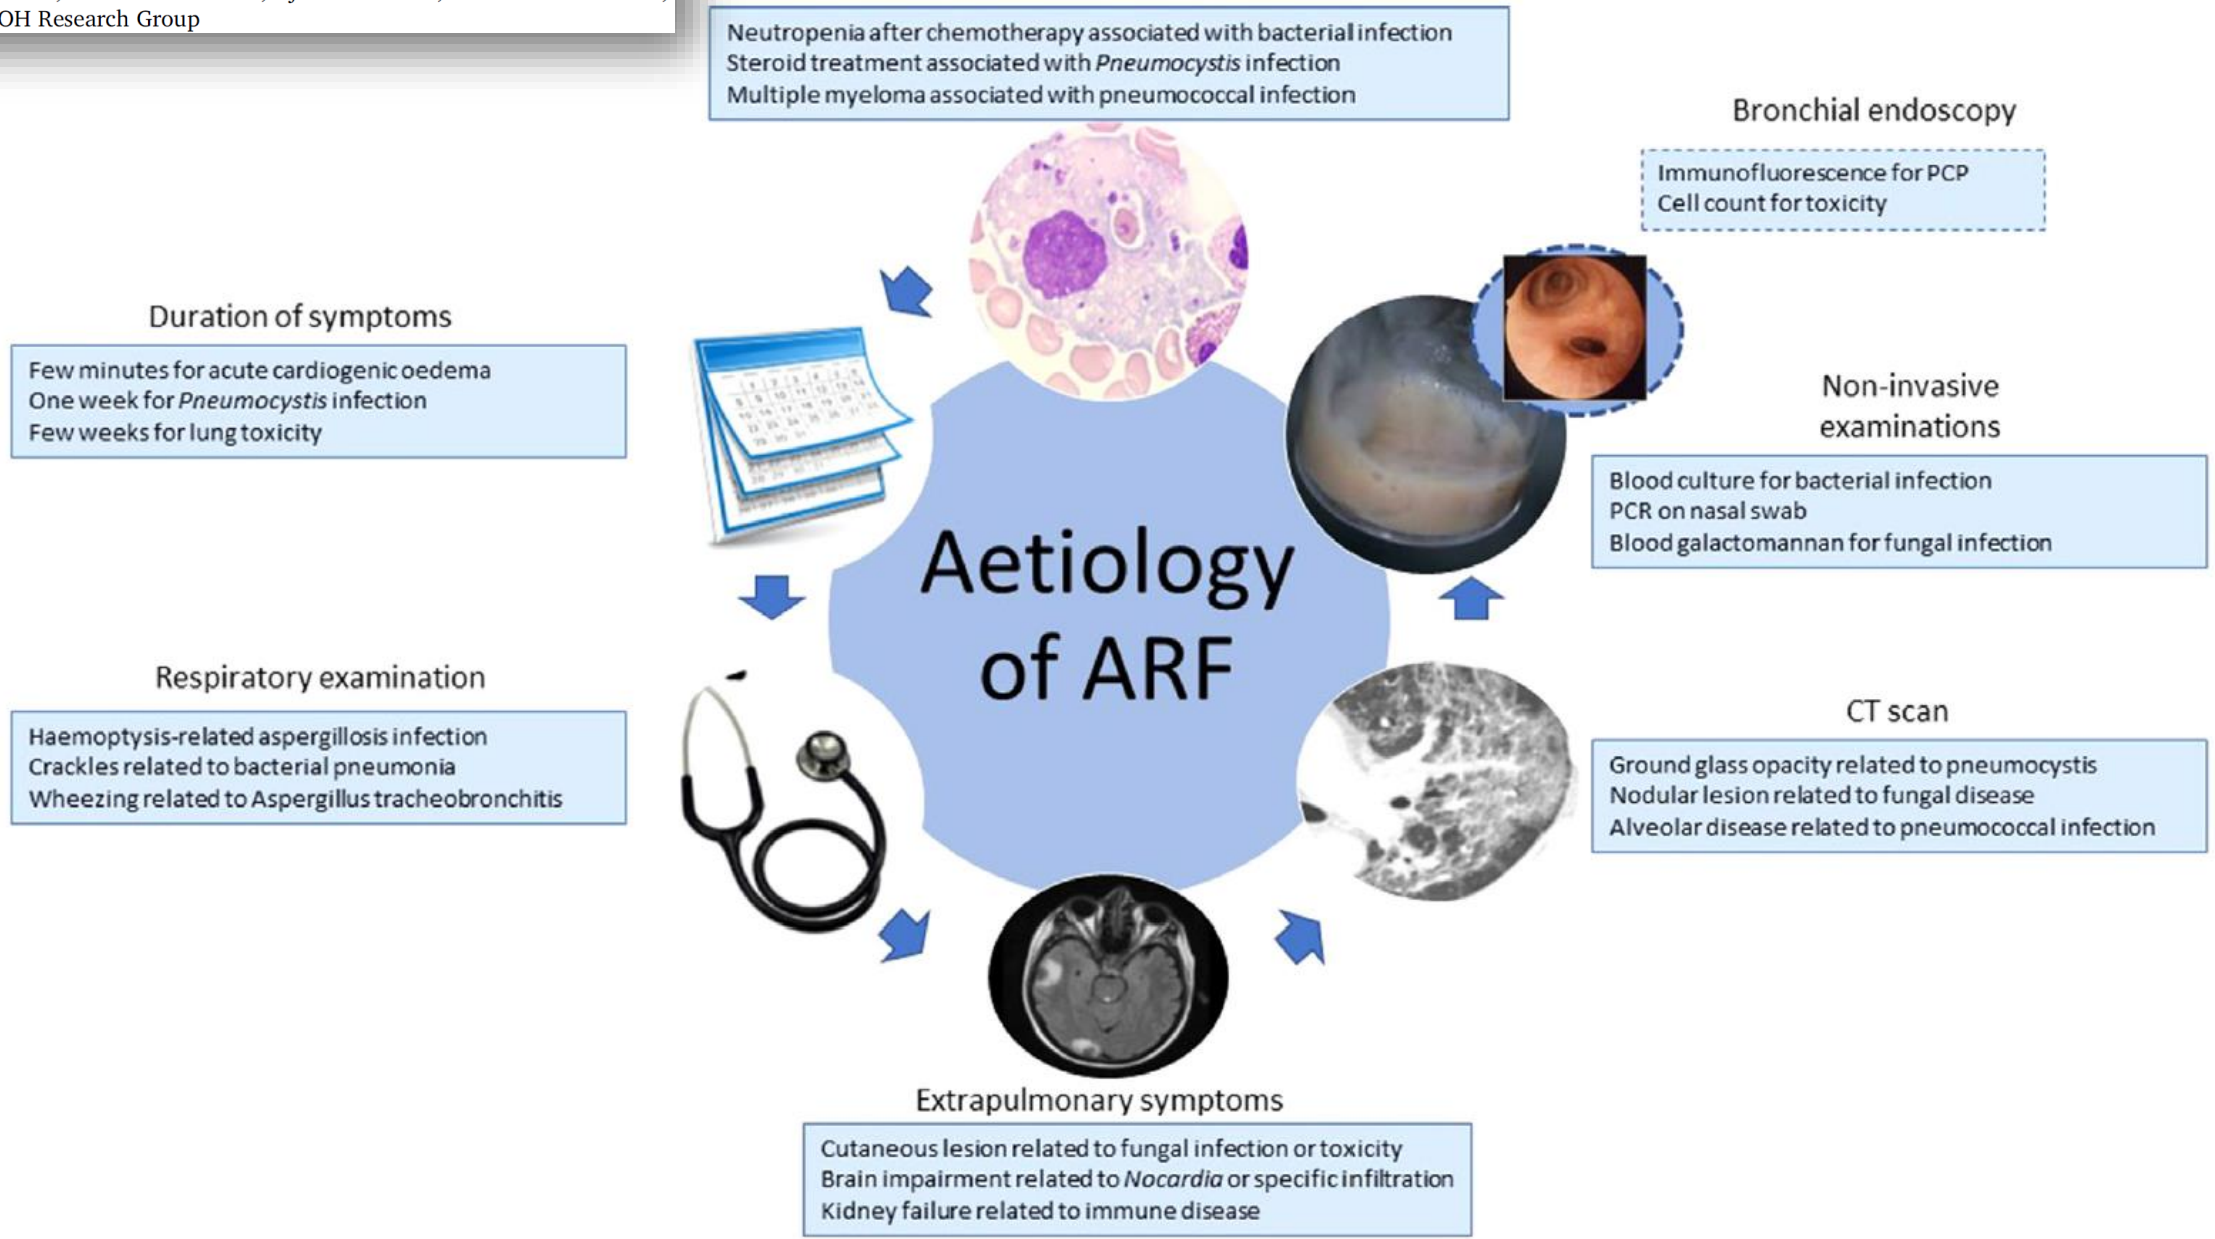 OH Research Group
Neutropenia after chemotherapy associated with bacterial infection
Steroid treatment associated with Pneumocystis infection
Multiple myeloma associated with pneumococcal infection
Bronchial endoscopy
Immunofluorescence for PCP
Cell count for toxicity
Duration of symptoms
Few minutes for acute cardiogenic oedema
One week for Pneumocystis infection
Few weeks for lung toxicity
Non-invasive
examinations
Blood culture for bacterial infection
PCR on nasal swab
Blood galactomannan for fungal infection
Aetiology
of ARF
Respiratory examination
Haemoptysis-related aspergillosis infection
Crackles related to bacterial pneumonia
Wheezing related to Aspergillus tracheobronchitis
CT scan
Ground glass opacity related to pneumocystis
Nodular lesion related to fungal disease
Alveolar disease related to pneumococcal infection
Extrapulmonary symptoms
Cutaneous lesion related to fungal infection or toxicity
Brain impairment related to Nocardia or specific infiltration
Kidney failure related to immune disease